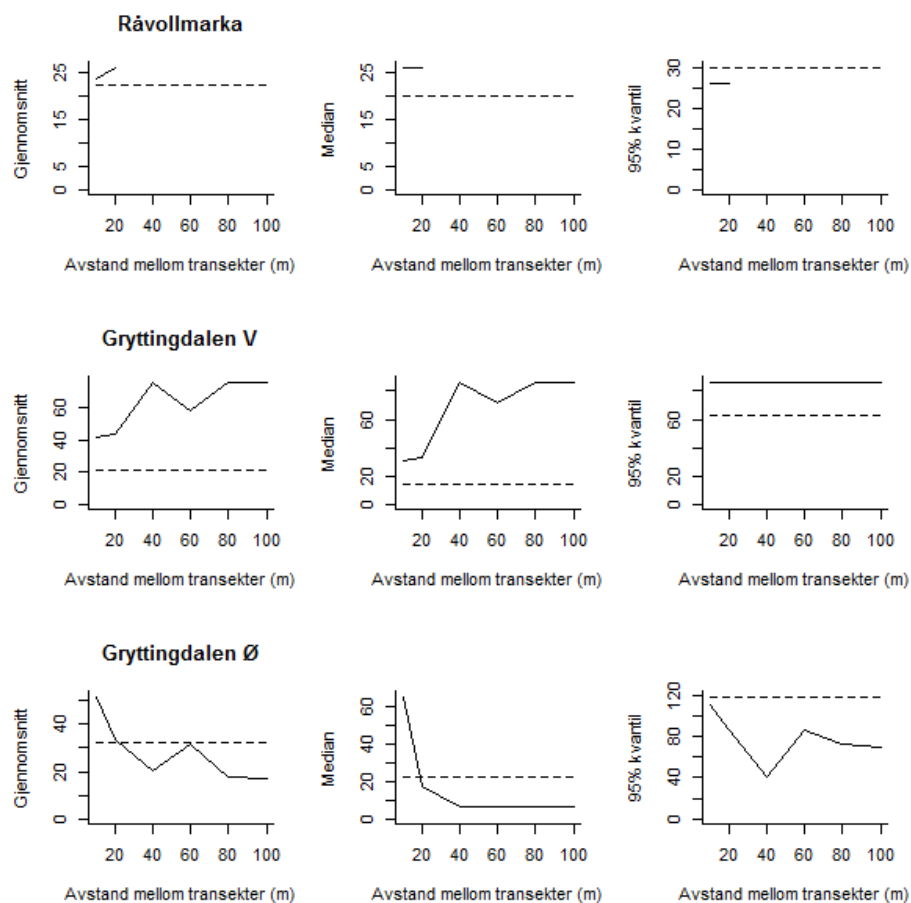 Råvollmarka
Gjennomsnitt
0 5 15 25
20 40 60 80 100
Avstand mellom transekter (m)
Median
0 5 15 25
20 40 60 80 100
Avstand mellom transekter (m)
95% kvantil
0 10 20 30
20 40 60 80 100
Avstand mellom transekter (m)
Gryttingdalen V
Gjennomsnitt
0 20 40 60
20 40 60 80 100
Avstand mellom transekter (m)
Median
0 20 60
20 40 60 80 100
Avstand mellom transekter (m)
95% kvantil
0 20 60
20 40 60 80 100
Avstand mellom transekter (m)
Gryttingdalen Ø
Gjennomsnitt
0 20 40
20 40 60 80 100
Avstand mellom transekter (m)
Median
0 20 40 60
20 40 60 80 100
Avstand mellom transekter (m)
95% kvantil
0 40 80 120
20 40 60 80 100
Avstand mellom transekter (m)